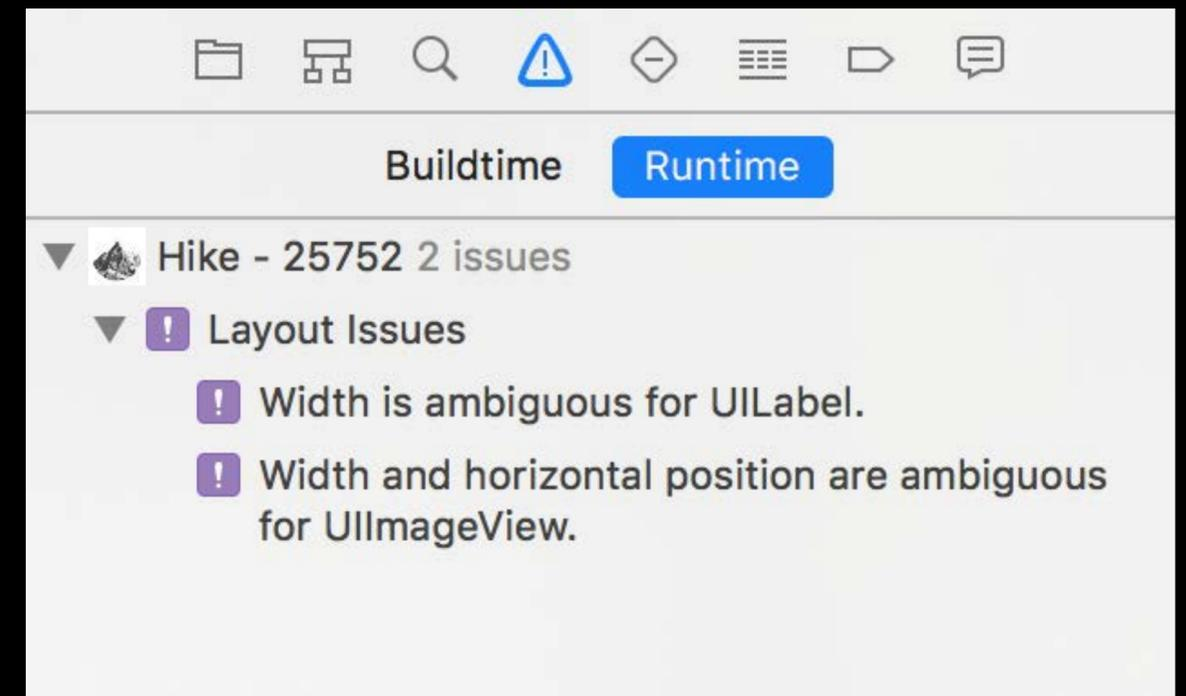 Buildtime Runtime
Hike - 25752 2 issues
Layout Issues
Width is ambiguous for UILabel.
Width and horizontal position are ambiguous
for UIImageView.